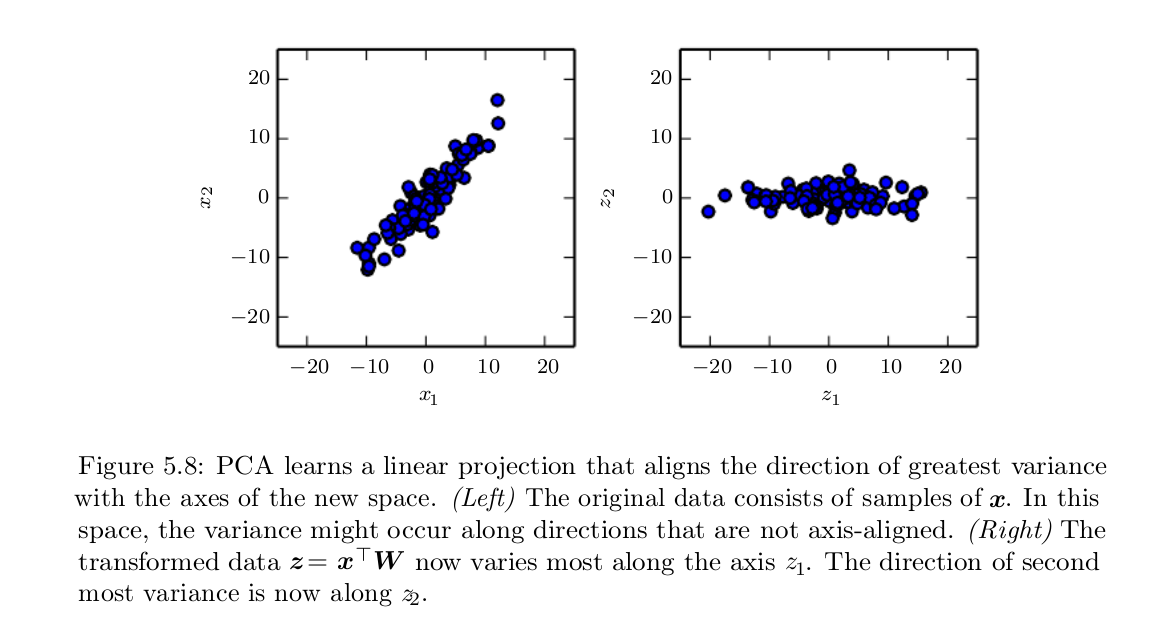 20
10
0
−10
−20
x2
−20 −10 0 10 20
x1
20
10
0
−10
−20
z2
−20 −10 0 10 20
z1
Figure 5.8: PCA learns a linear projection that aligns the direction of greatest variance
with the axes of the new space. (Left) The original data consists of samples of x. In this
space, the variance might occur along directions that are not axis-aligned. (Right) The
transformed data z = x⊤W now varies most along the axis z1. The direction of second
most variance is now along z2.